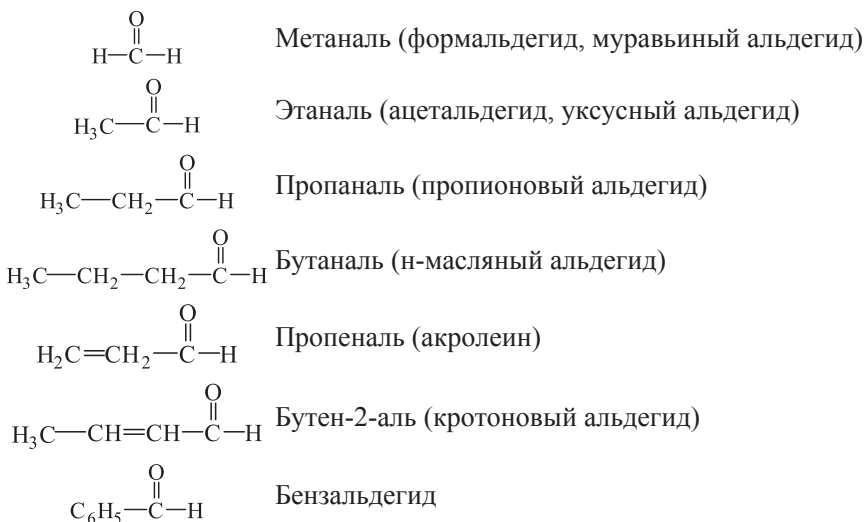 O
H—C—H
Метаналь (формальдегид, муравьиный альдегид)
O
H₃C—C—H
Этаналь (ацетальдегид, уксусный альдегид)
O
H₃C—CH₂—C—H
Пропаналь (пропионовый альдегид)
O
H₃C—CH₂—CH₂—C—H
Бутаналь (н-масляный альдегид)
O
H₂C=CH₂—C—H
Пропеналь (акролеин)
O
H₃C—CH=CH—C—H
Бутен-2-аль (кротоновый альдегид)
O
C₆H₅—C—H
Бензальдегид